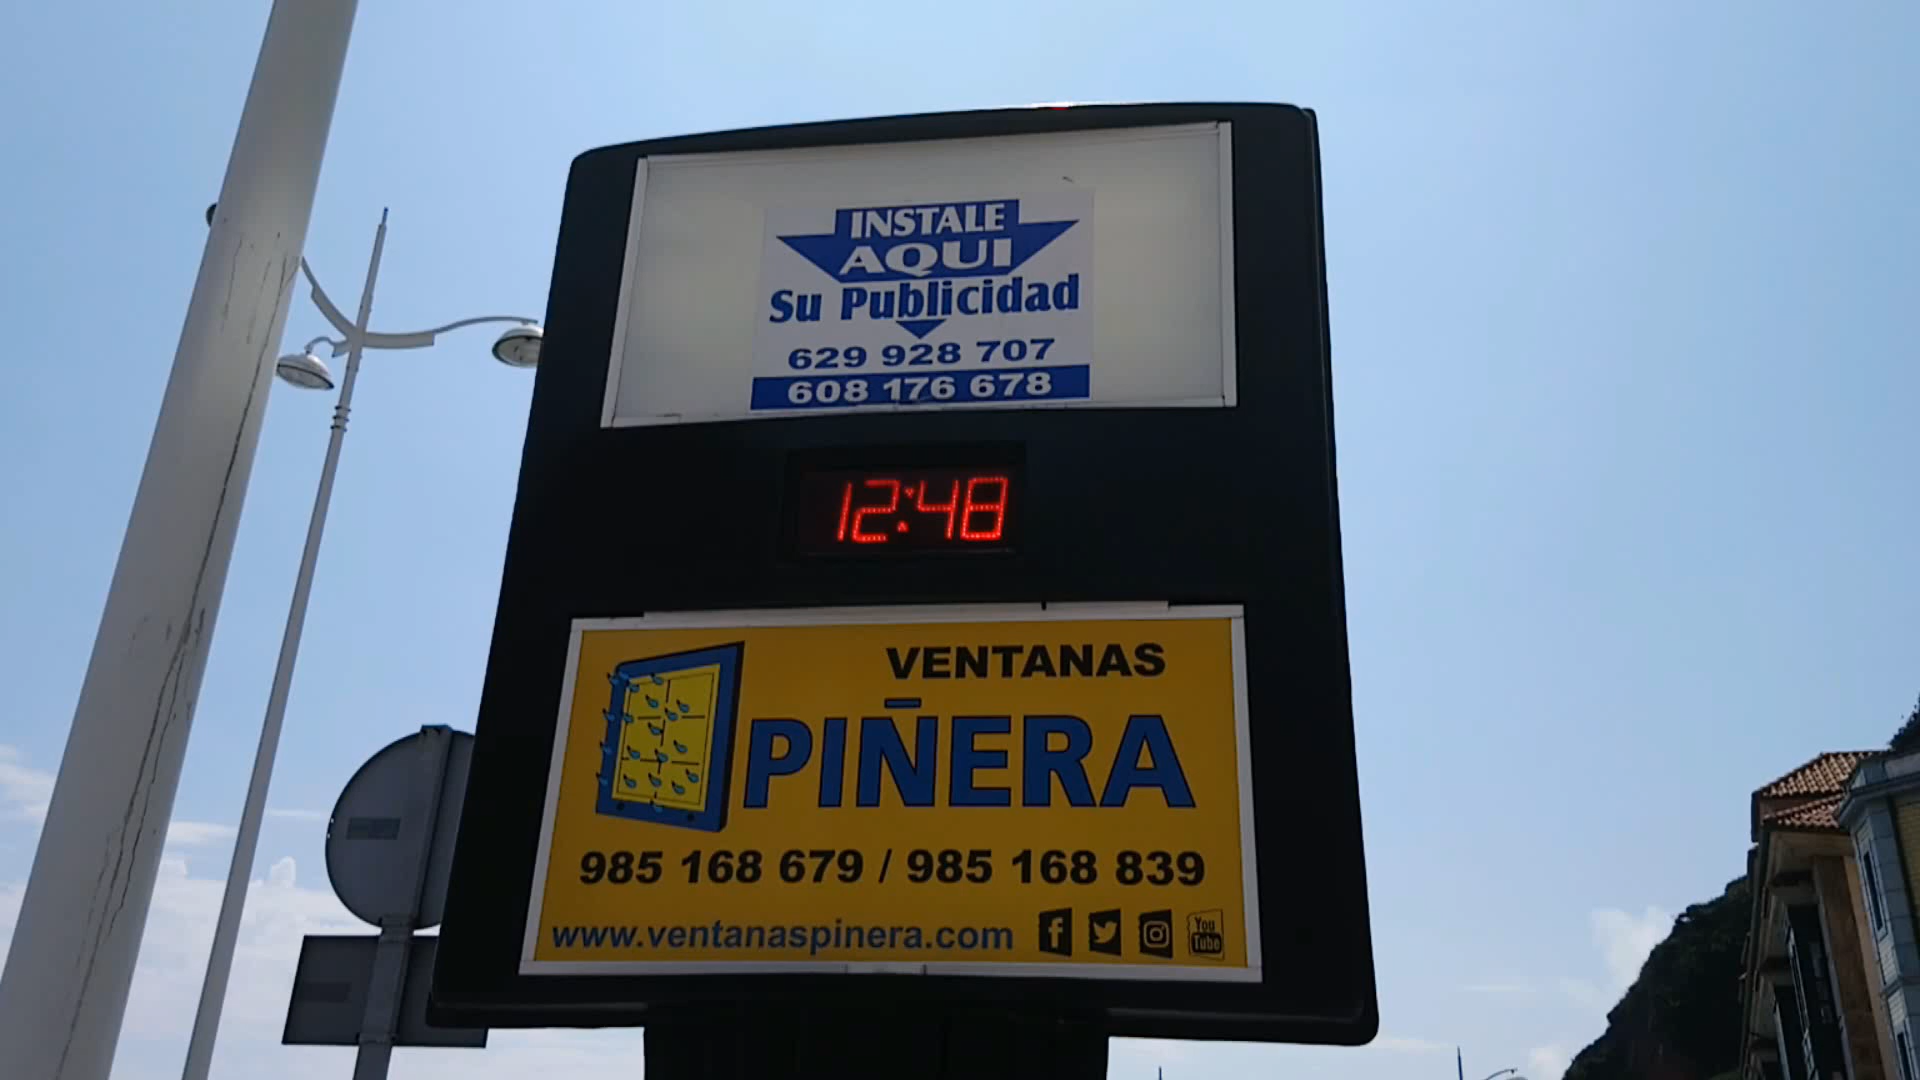 INSTALE
AQUI
Su Publicidad
629 928 707
608 176 678
12:48
VENTANAS
PIÑERA
985 168 679 / 985 168 839
www.ventanaspinera.com
You
Tube